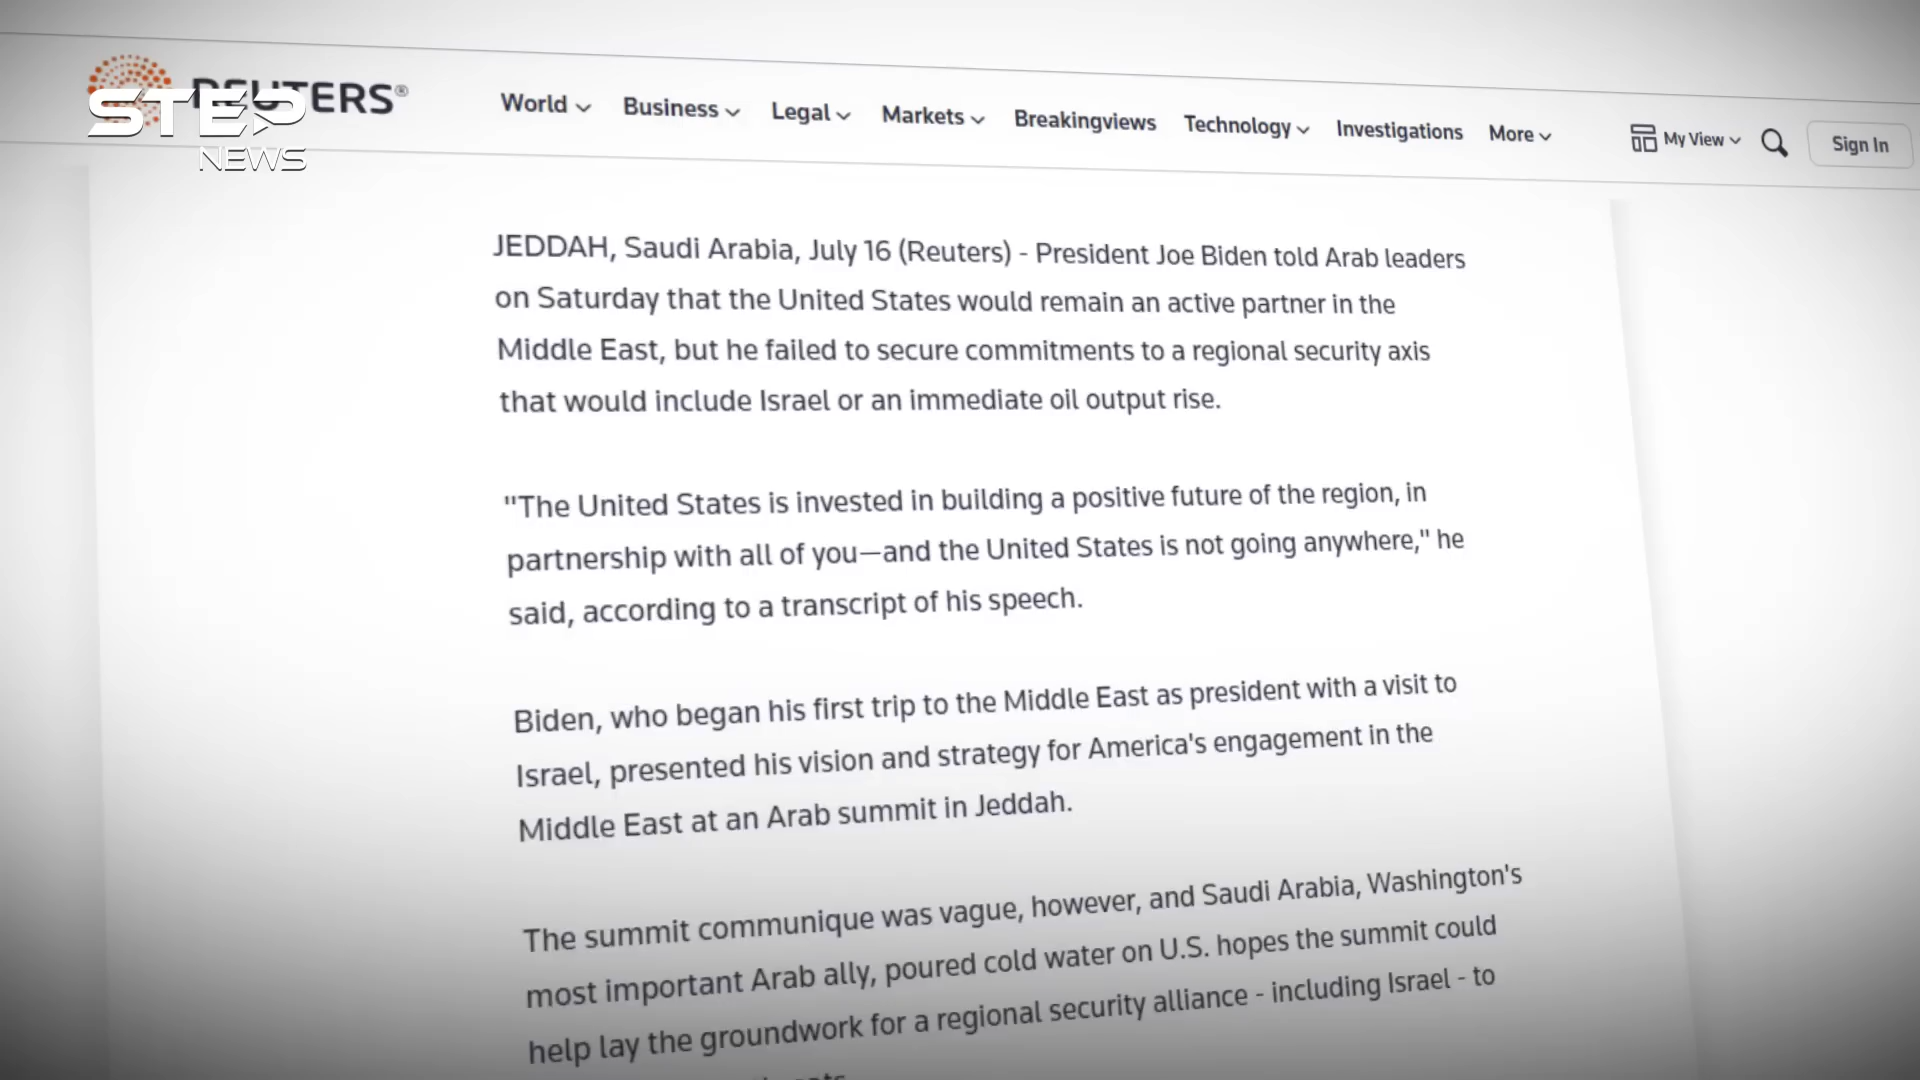 REUTERS®
STEP
NEWS
World
Business
Legal
Markets
Breakingviews
Technology
Investigations
More
My View
Sign In
JEDDAH, Saudi Arabia, July 16 (Reuters) - President Joe Biden told Arab leaders
on Saturday that the United States would remain an active partner in the
Middle East, but he failed to secure commitments to a regional security axis
that would include Israel or an immediate oil output rise.
"The United States is invested in building a positive future of the region, in
partnership with all of you—and the United States is not going anywhere," he
said, according to a transcript of his speech.
Biden, who began his first trip to the Middle East as president with a visit to
Israel, presented his vision and strategy for America's engagement in the
Middle East at an Arab summit in Jeddah.
The summit communique was vague, however, and Saudi Arabia, Washington's
most important Arab ally, poured cold water on U.S. hopes the summit could
help lay the groundwork for a regional security alliance - including Israel - to